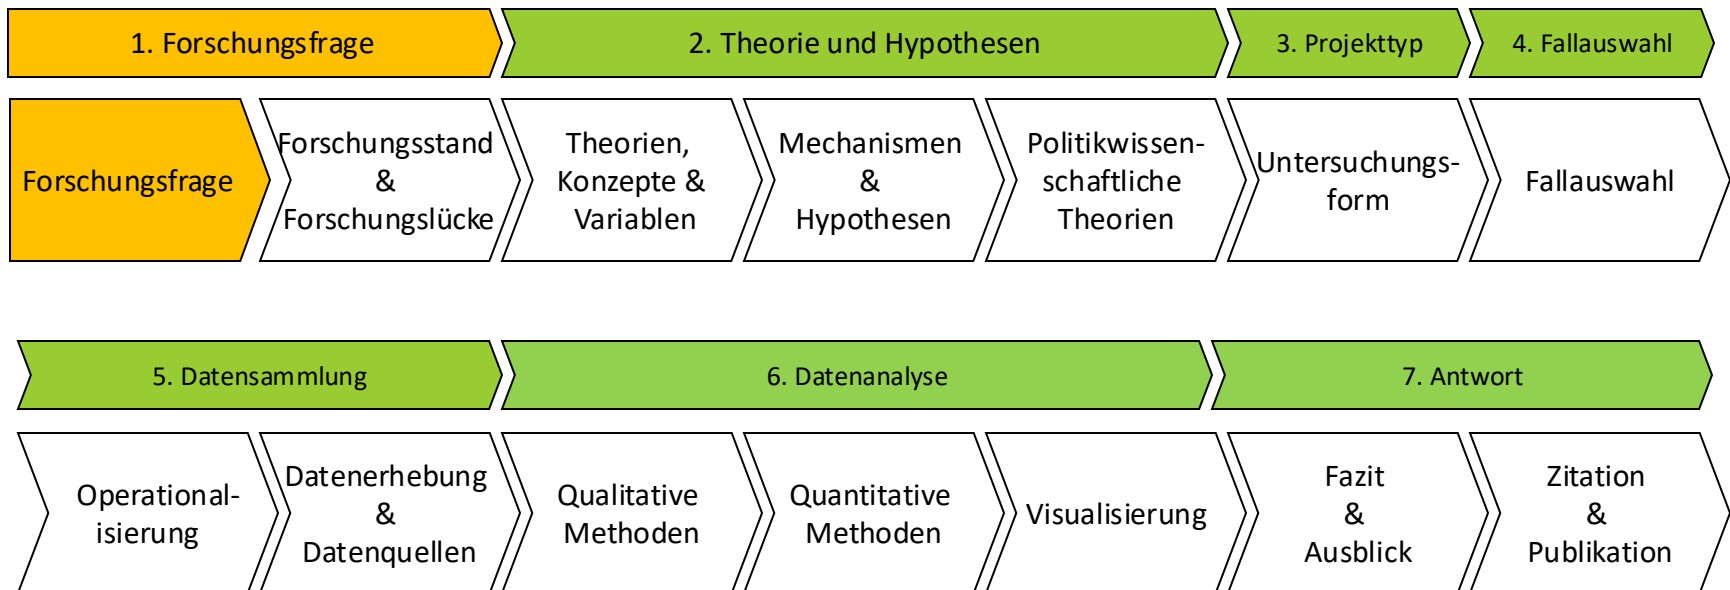 1. Forschungsfrage
2. Theorie und Hypothesen
3. Projekttyp
4. Fallauswahl
Forschungsfrage
Forschungsstand
&
Forschungslücke
Theorien,
Konzepte &
Variablen
Mechanismen
&
Hypothesen
Politikwissen-
schaftliche
Theorien
Untersuchungs-
form
Fallauswahl
5. Datensammlung
6. Datenanalyse
7. Antwort
Operational-
isierung
Datenerhebung
&
Datenquellen
Qualitative
Methoden
Quantitative
Methoden
Visualisierung
Fazit
&
Ausblick
Zitation
&
Publikation